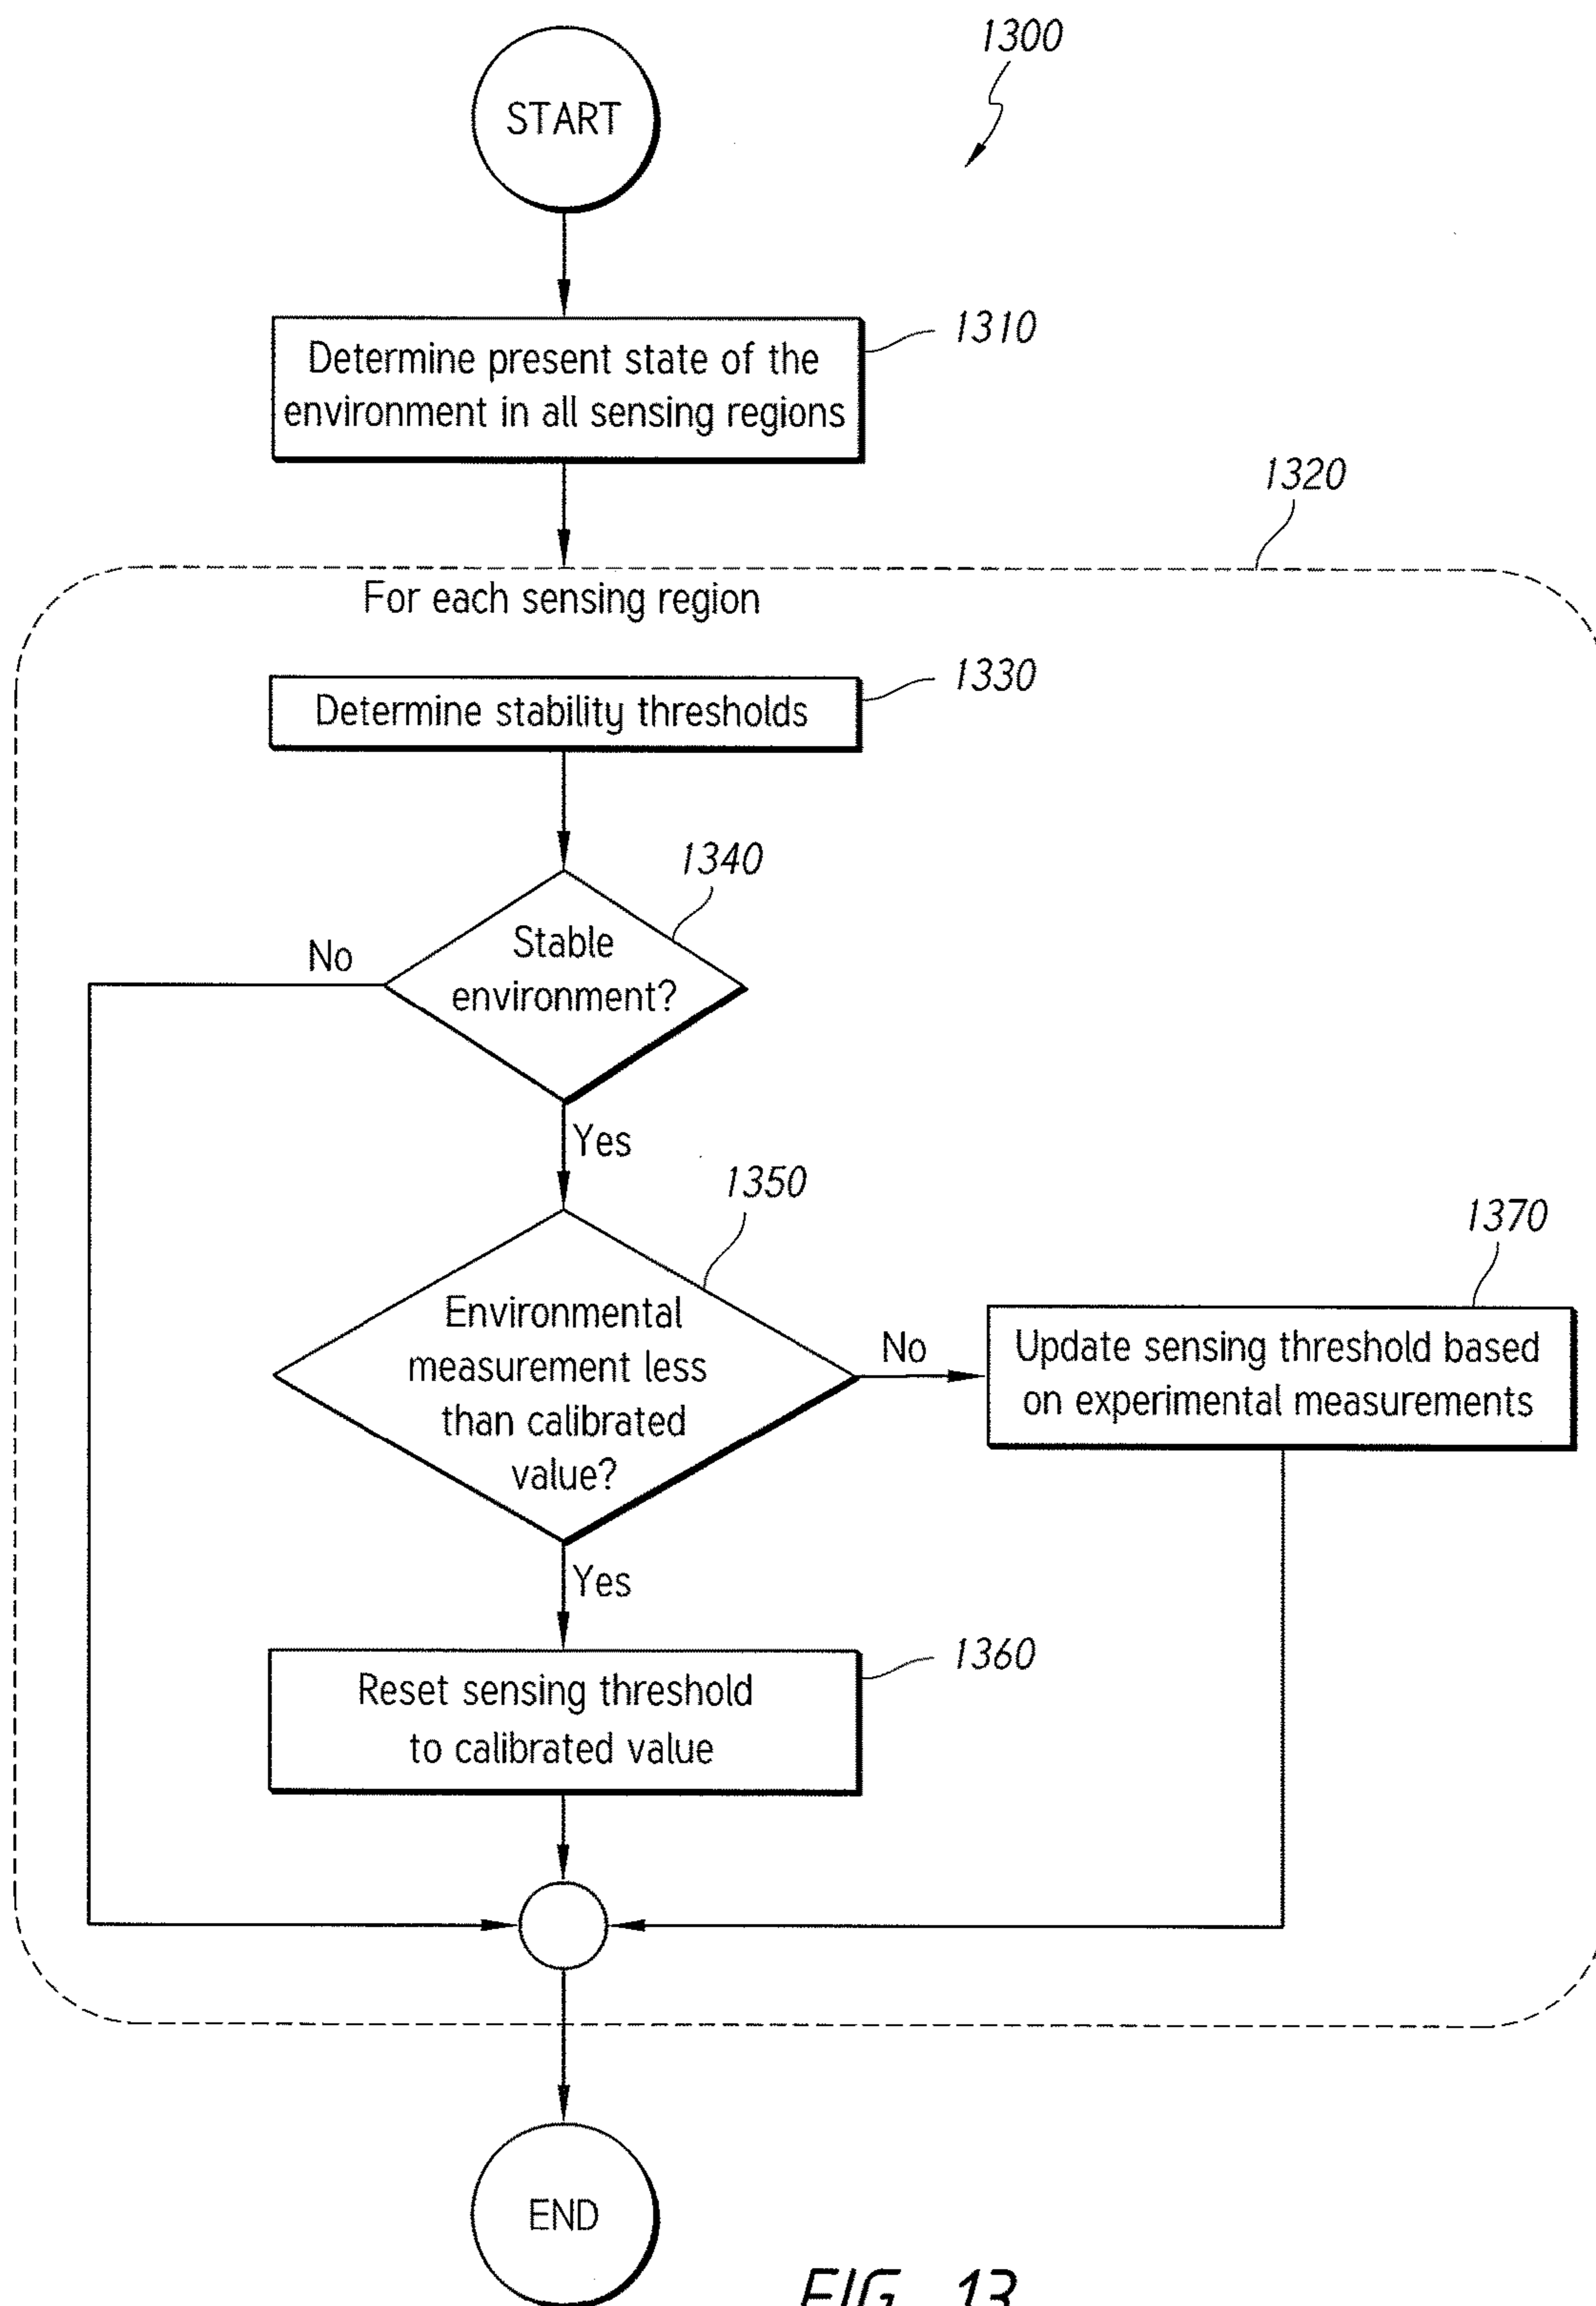 1300
START
1310
Determine present state of the
environment in all sensing regions
1320
For each sensing region
1330
Determine stability thresholds
1340
Stable
environment?
No
Yes
1350
Environmental
measurement less
than calibrated
value?
No
1370
Update sensing threshold based
on experimental measurements
Yes
1360
Reset sensing threshold
to calibrated value
END
FIG. 13